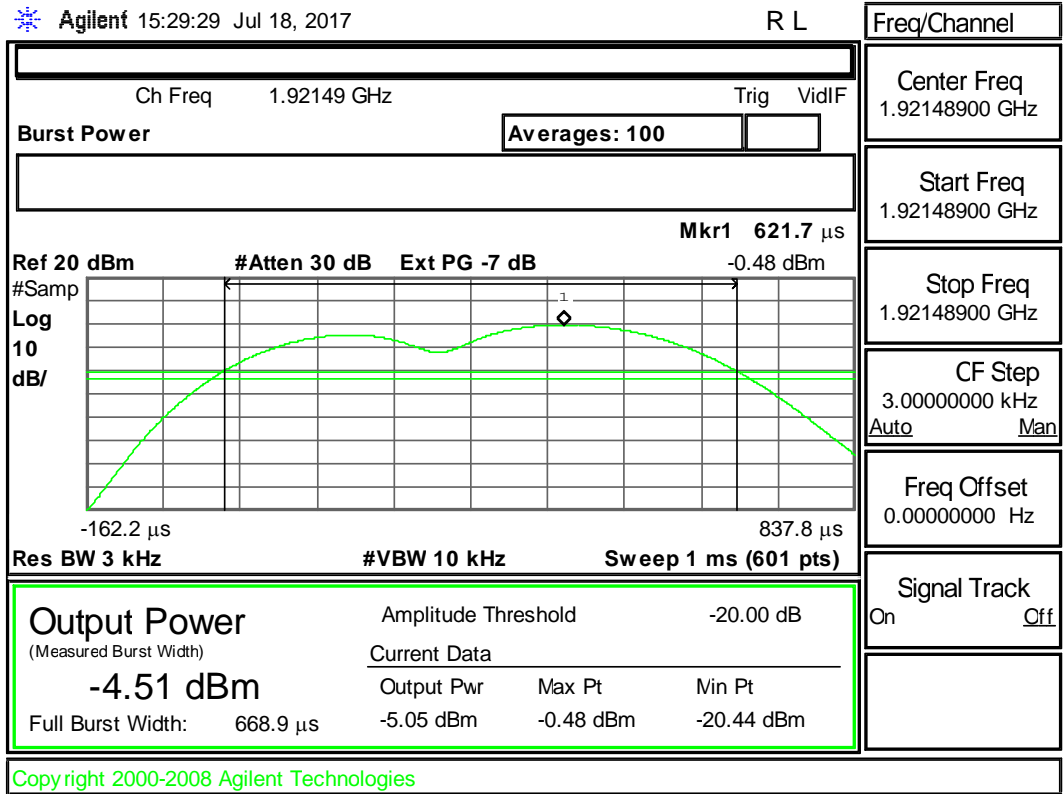 Agilent 15:29:29 Jul 18, 2017 R L
Freq/Channel
Ch Freq 1.92149 GHz Trig VidIF
Burst Power Averages: 100
Mkr1 621.7 μs
Ref 20 dBm #Atten 30 dB Ext PG -7 dB -0.48 dBm
#Samp
Log
10
dB/
1
-162.2 μs 837.8 μs
Res BW 3 kHz #VBW 10 kHz Sweep 1 ms (601 pts)
Output Power
(Measured Burst Width)
-4.51 dBm
Full Burst Width: 668.9 μs
Amplitude Threshold -20.00 dB
Current Data
Output Pwr Max Pt Min Pt
-5.05 dBm -0.48 dBm -20.44 dBm
Center Freq
1.92148900 GHz
Start Freq
1.92148900 GHz
Stop Freq
1.92148900 GHz
CF Step
3.00000000 kHz
Auto Man
Freq Offset
0.00000000 Hz
Signal Track
On Off
Copyright 2000-2008 Agilent Technologies